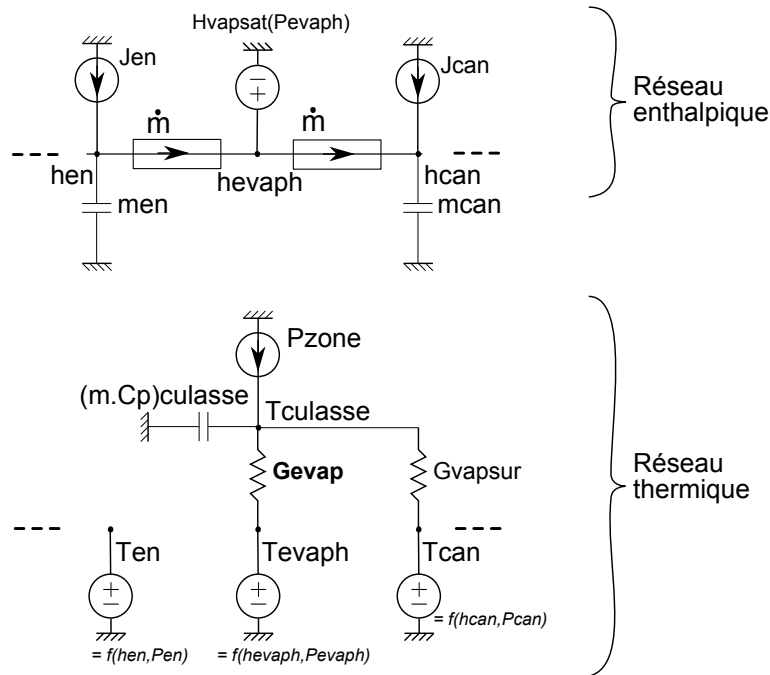 Hvapsat(Pevaph)
Jen
Jcan
Réseau
enthalpique
ṁ
ṁ
hen
hevaph
hcan
men
mcan
Pzone
(m.Cp)culasse
Tculasse
Gevap
Gvapsur
Réseau
thermique
Ten
Tevaph
Tcan
= f(hcan,Pcan)
= f(hen,Pen)
= f(hevaph,Pevaph)